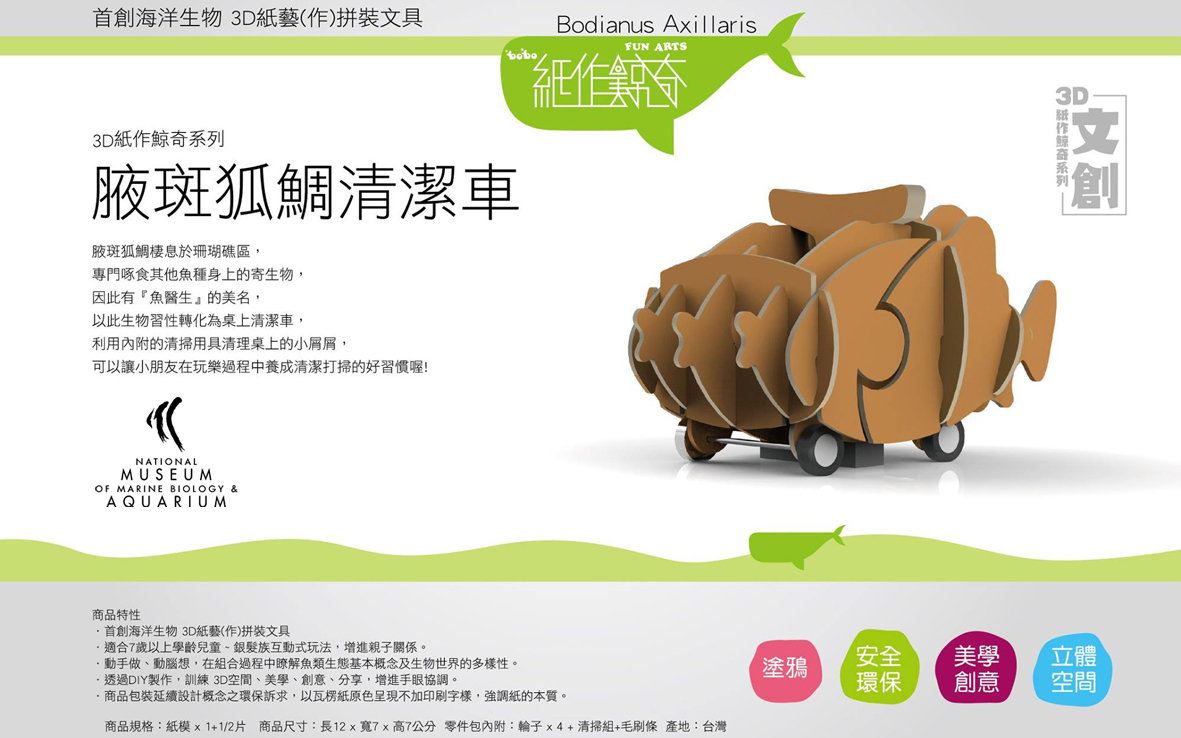 首創海洋生物 3D紙藝(作)拼裝文具
Bodianus Axillaris
bobo
FUN ARTS
紙作鯨奇
3D
紙作鯨奇系列
文創
3D紙作鯨奇系列
腋斑狐鯛清潔車
腋斑狐鯛棲息於珊瑚礁區，
專門啄食其他魚種身上的寄生物，
因此有『魚醫生』的美名，
以此生物習性轉化為桌上清潔車，
利用內附的清掃用具清理桌上的小屑屑，
可以讓小朋友在玩樂過程中養成清潔打掃的好習慣喔!
NATIONAL
MUSEUM
OF MARINE BIOLOGY &
AQUARIUM
商品特性
· 首創海洋生物 3D紙藝(作)拼裝文具
· 適合7歲以上學齡兒童 ~ 銀髮族互動式玩法，增進親子關係。
· 動手做、動腦想，在組合過程中瞭解魚類生態基本概念及生物世界的多樣性。
· 透過DIY製作，訓練 3D空間、美學、創意、分享，增進手眼協調。
· 商品包裝延續設計概念之環保訴求，以瓦楞紙原色呈現不加印刷字樣，強調紙的本質。
商品規格：紙模 x 1+1/2片 商品尺寸：長12 x 寬7 x 高7公分 零件包內附：輪子 x 4 + 清掃組+毛刷條 產地：台灣
塗鴉
安全
環保
美學
創意
立體
空間